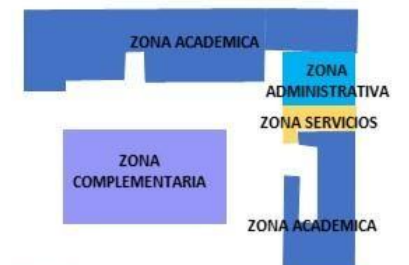 ZONA ACADEMICA
ZONA
ADMINISTRATIVA
ZONA SERVICIOS
ZONA
COMPLEMENTARIA
ZONA ACADEMICA